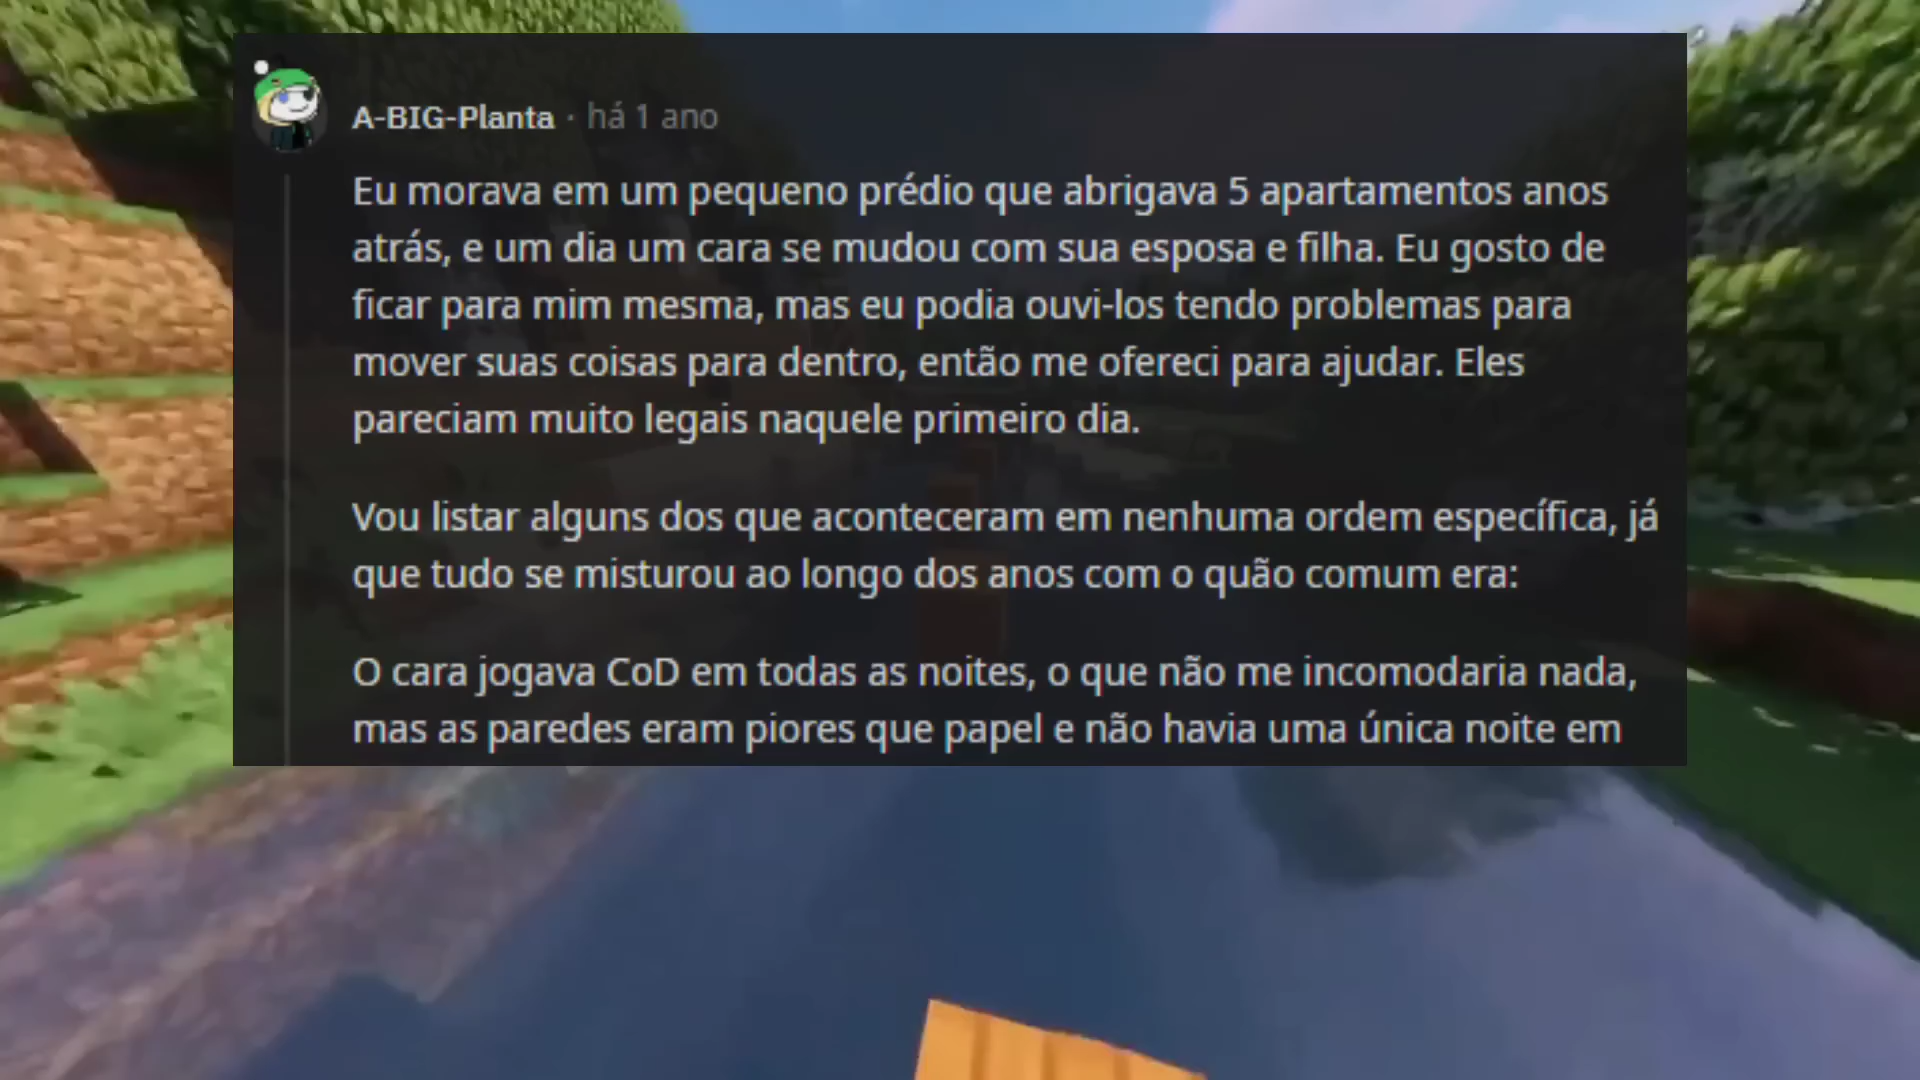 A-BIG-Planta · há 1 ano
Eu morava em um pequeno prédio que abrigava 5 apartamentos anos
atrás, e um dia um cara se mudou com sua esposa e filha. Eu gosto de
ficar para mim mesma, mas eu podia ouvi-los tendo problemas para
mover suas coisas para dentro, então me ofereci para ajudar. Eles
pareciam muito legais naquele primeiro dia.
Vou listar alguns dos que aconteceram em nenhuma ordem específica, já
que tudo se misturou ao longo dos anos com o quão comum era:
O cara jogava CoD em todas as noites, o que não me incomodaria nada,
mas as paredes eram piores que papel e não havia uma única noite em